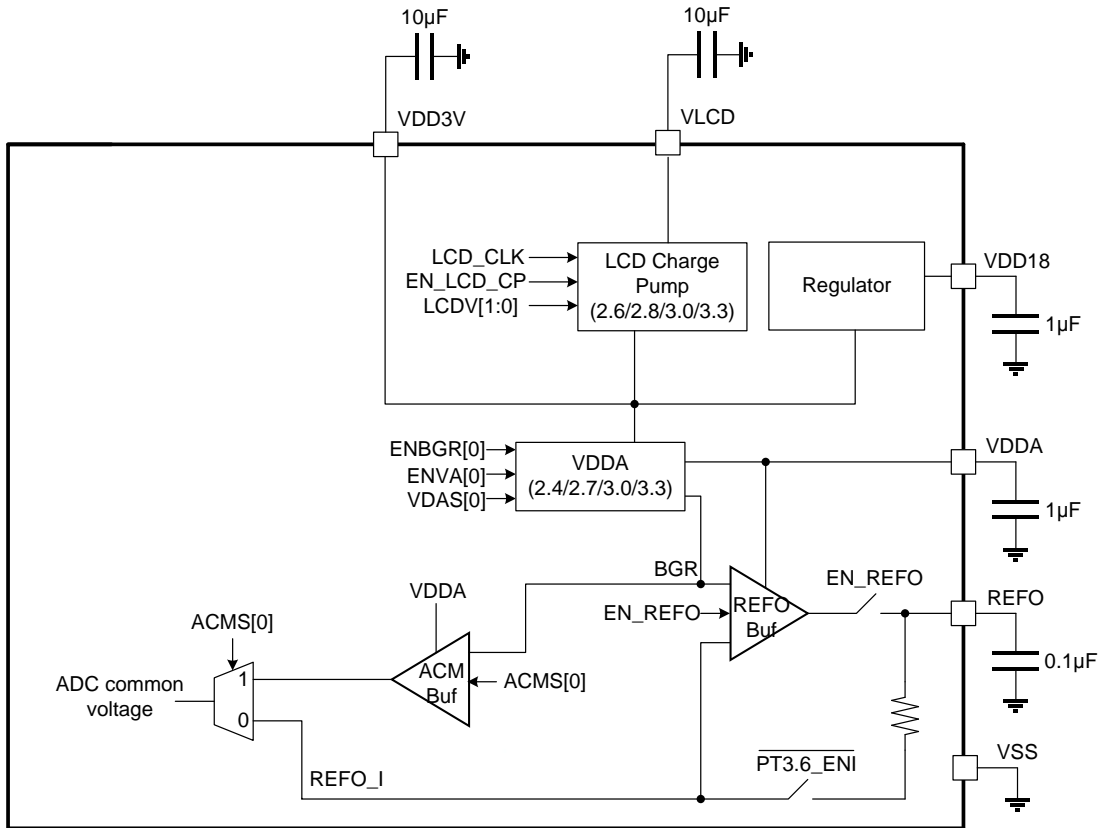 10µF
10µF
VDD3V
VLCD
LCD_CLK
EN_LCD_CP
LCDV[1:0]
LCD Charge
Pump
(2.6/2.8/3.0/3.3)
Regulator
VDD18
1µF
ENBGR[0]
ENVA[0]
VDAS[0]
VDDA
(2.4/2.7/3.0/3.3)
VDDA
1µF
BGR
EN_REFO
REFO
Buf
EN_REFO
REFO
0.1µF
VDDA
ACMS[0]
ACM
Buf
ACMS[0]
ADC common
voltage
1
0
REFO_I
PT3.6_ENI
VSS